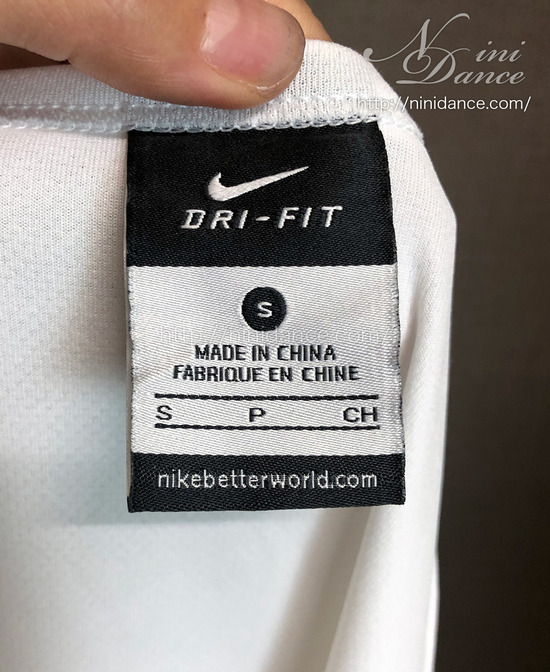 Nini
Dance
http://ninidance.com/
DRI-FIT
S
MADE IN CHINA
FABRIQUE EN CHINE
S P CH
nikebetterworld.com